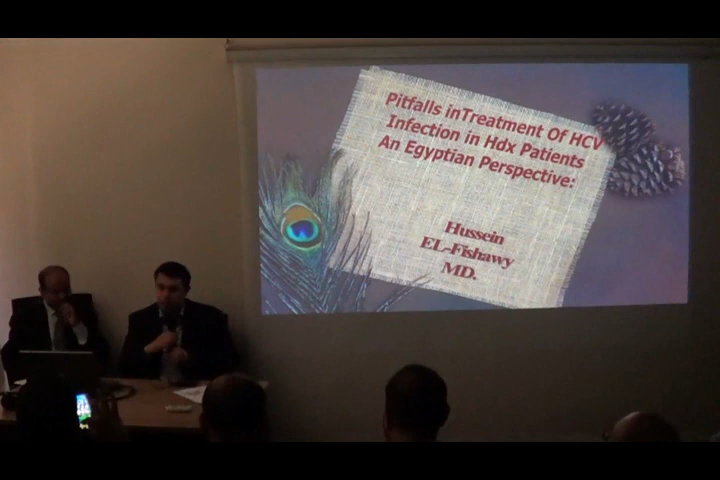 Pitfalls inTreatment Of HCV
Infection in Hdx Patients
An Egyptian Perspective:
Hussein
EL-Fishawy
MD.